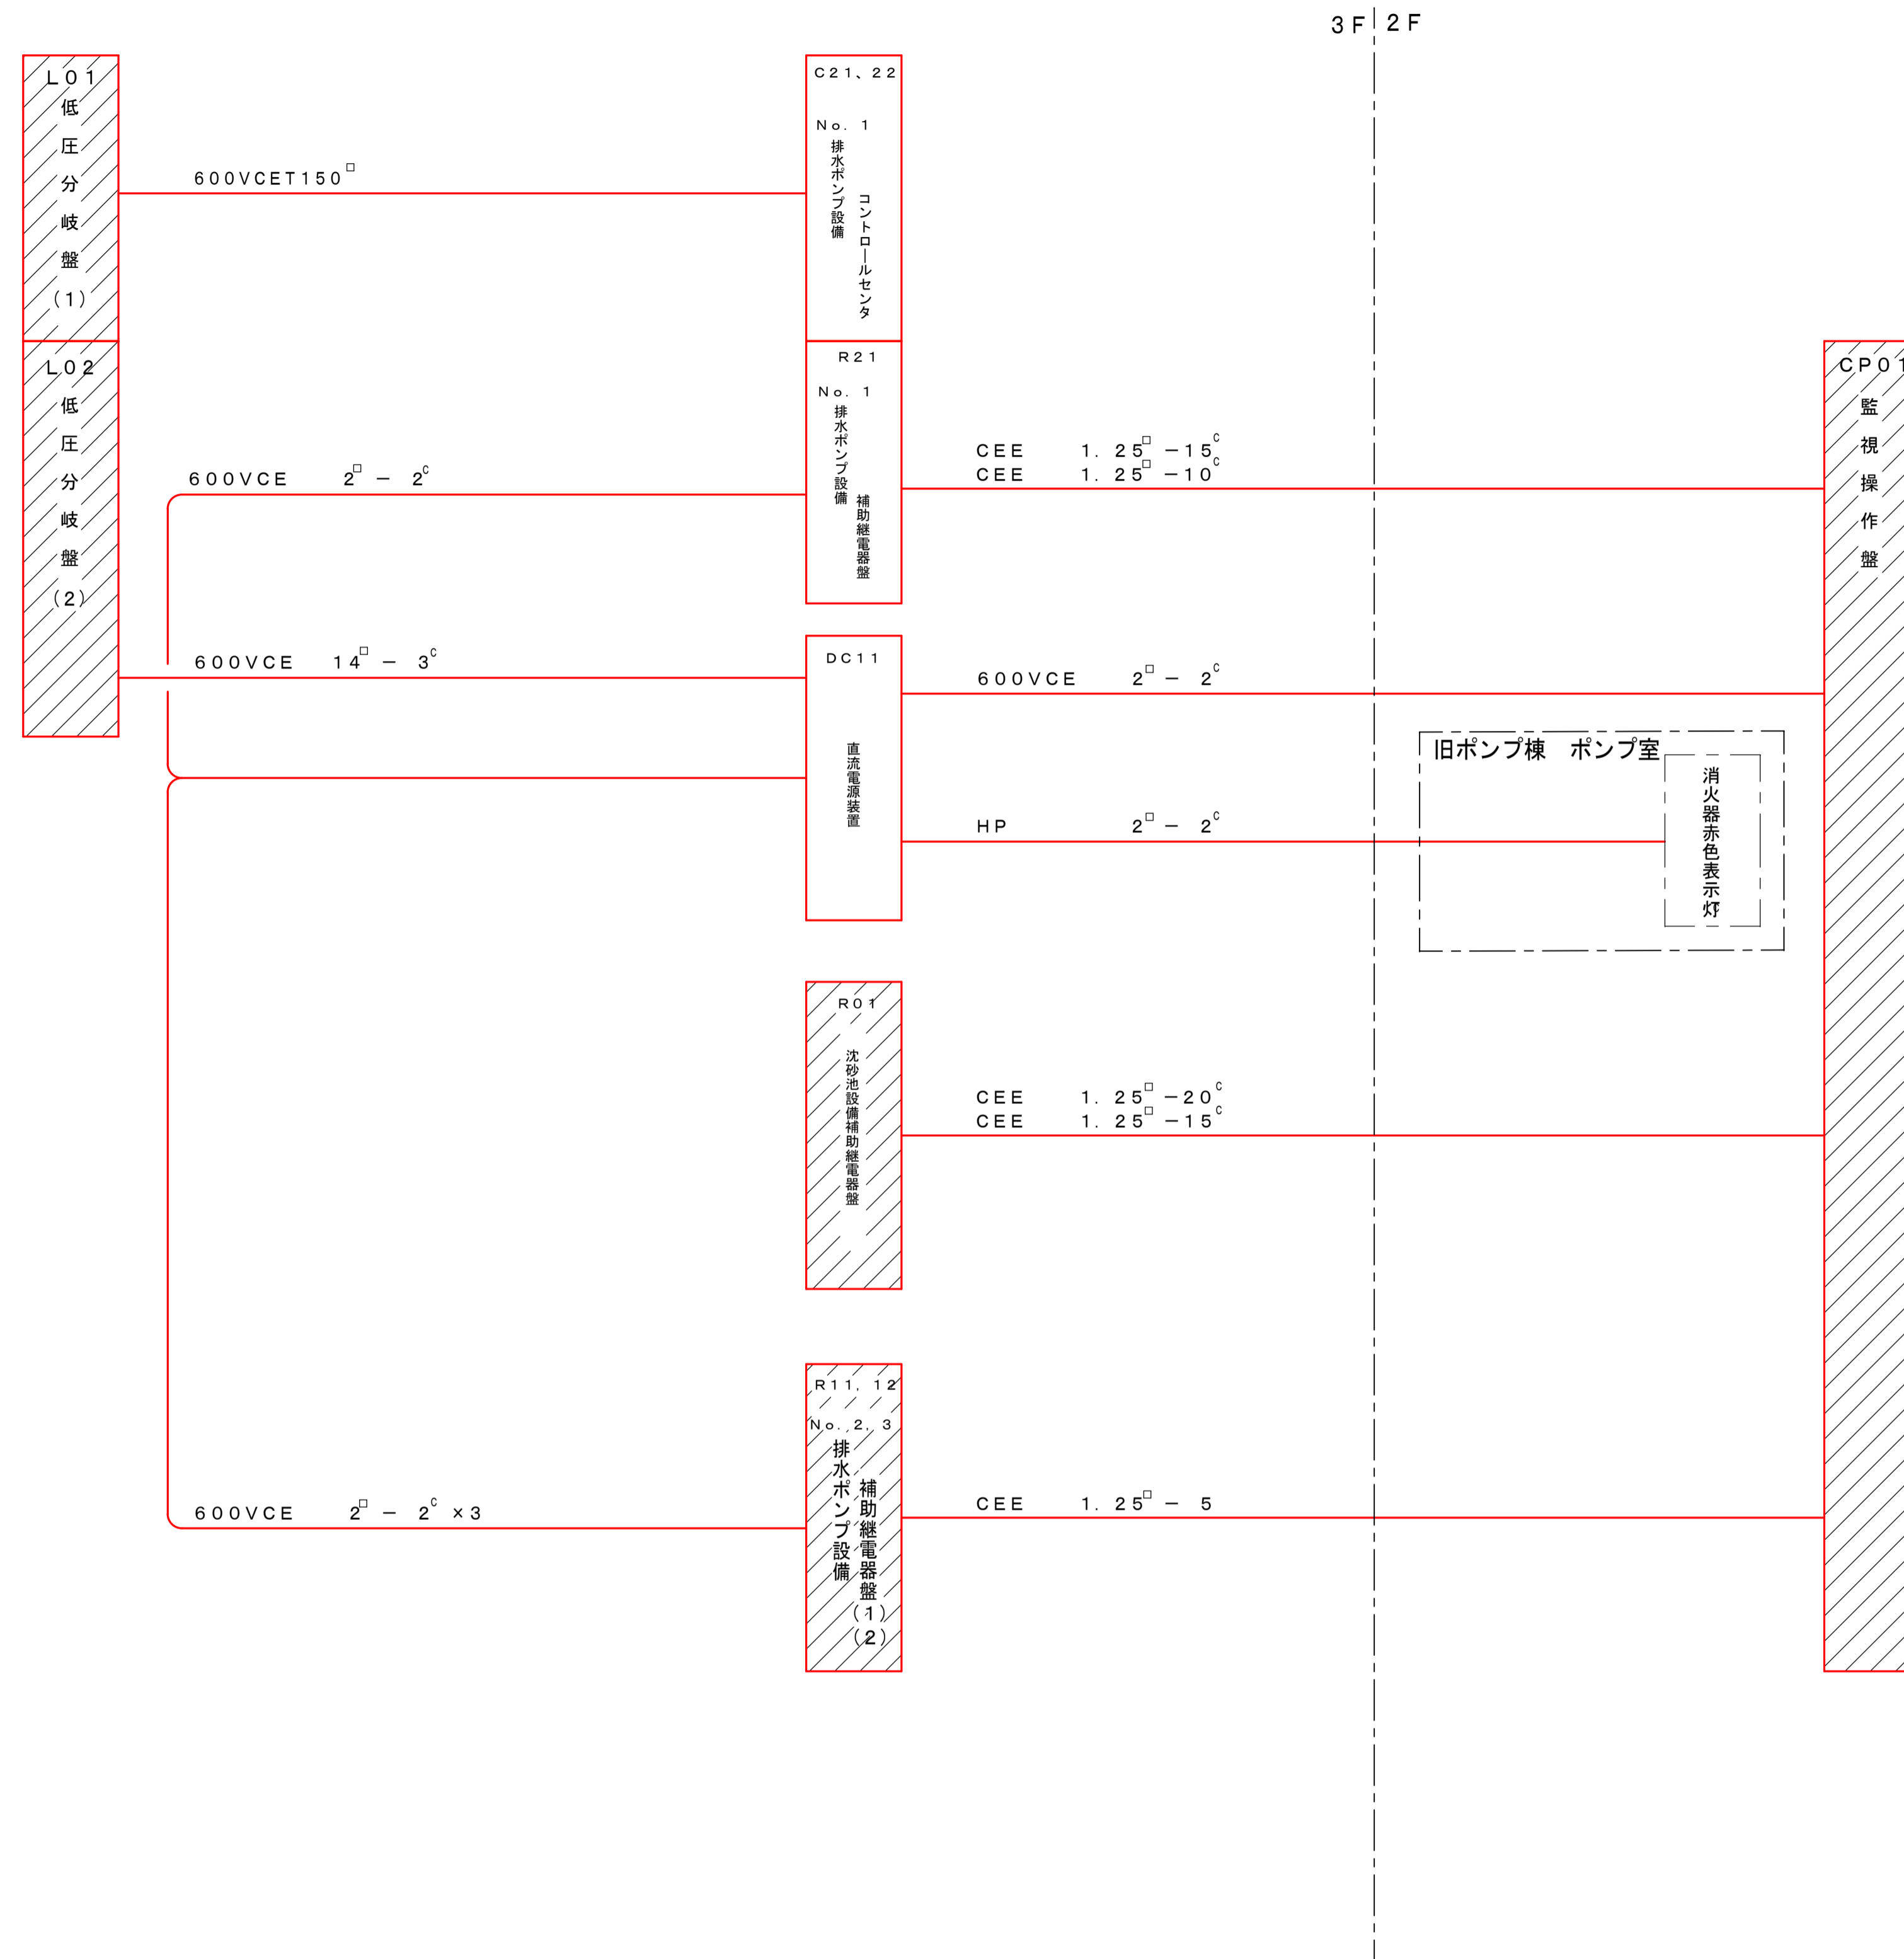 3F 2F
L01
低圧分岐盤
(1)
600VCET150□
C21、22
No. 1
排水ポンプ設備
コントロールセンタ
L02
低圧分岐盤
(2)
600VCE 2□ － 2C
R21
No. 1
排水ポンプ設備
補助継電器盤
CEE 1. 25□ －15C
CEE 1. 25□ －10C
CP01
監視操作盤
600VCE 14□ － 3C
DC11
直流電源装置
600VCE 2□ － 2C
HP 2□ － 2C
旧ポンプ棟 ポンプ室
消火器赤色表示灯
R01
沈砂池設備補助継電器盤
CEE 1. 25□ －20C
CEE 1. 25□ －15C
600VCE 2□ － 2C ×3
R11, 12
No. 2, 3
排水ポンプ設備
補助継電器盤
(1)
(2)
CEE 1. 25□ － 5